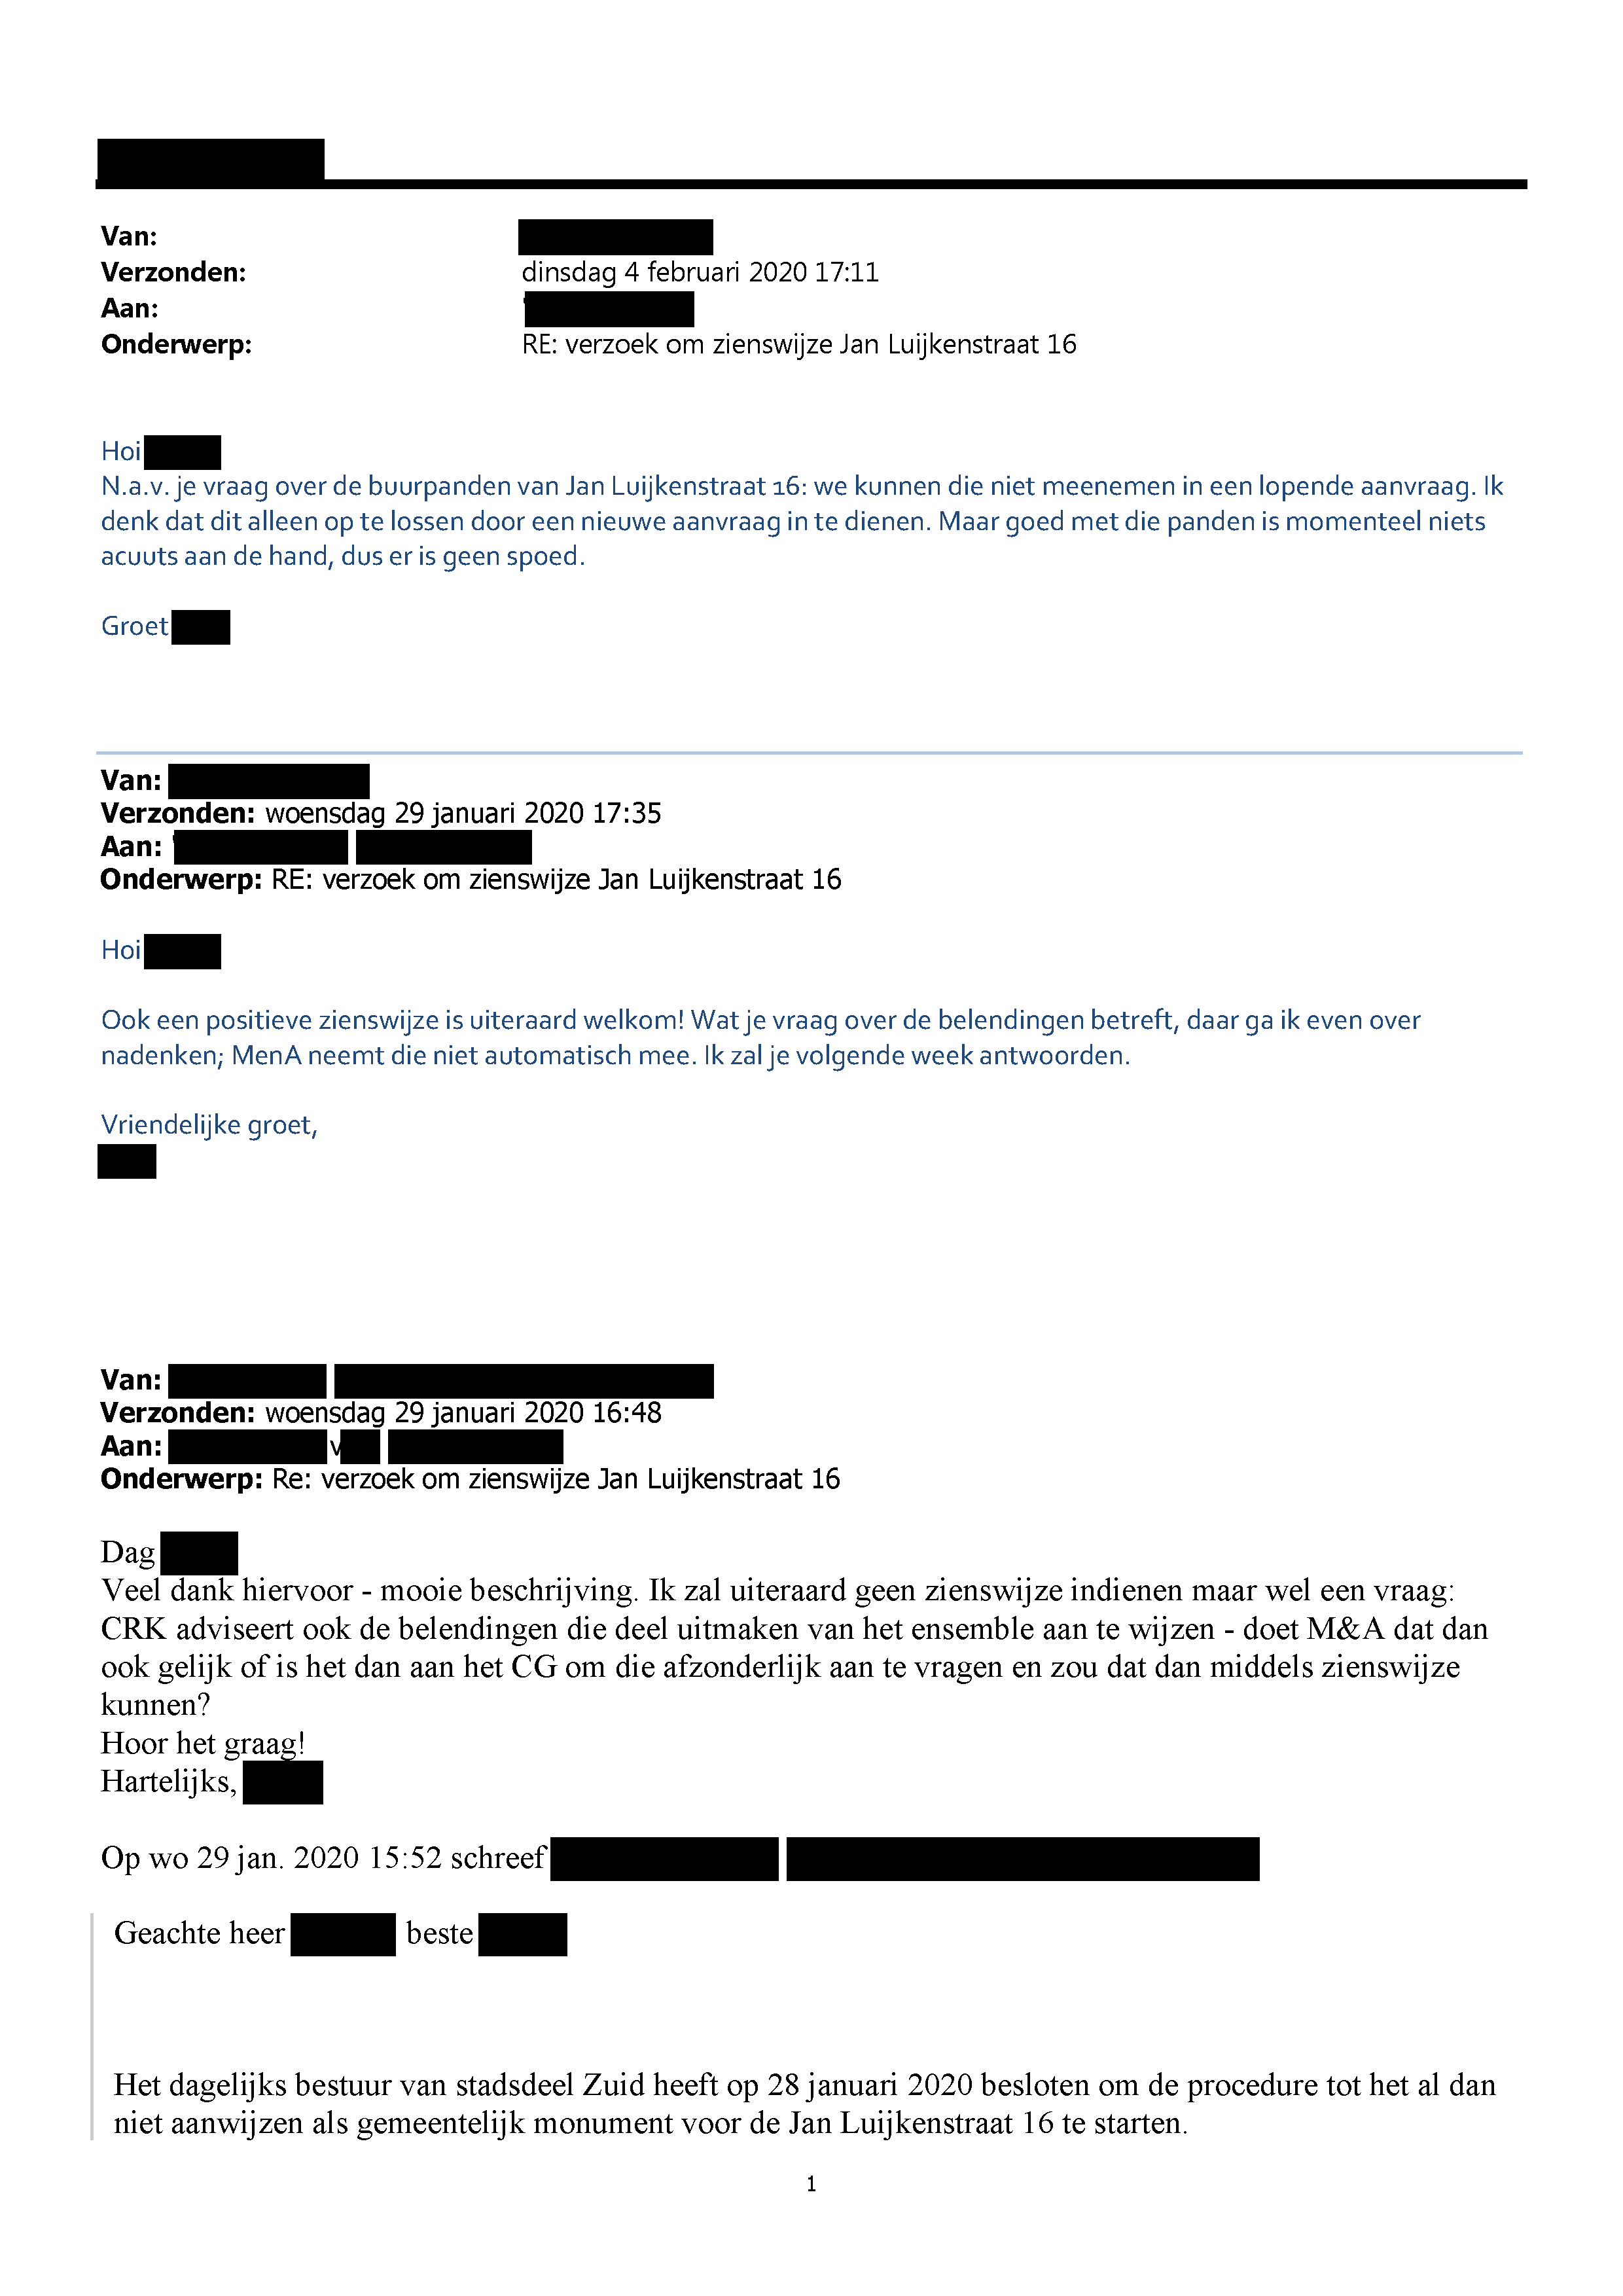 Van:
Verzonden: dinsdag 4 februari 2020 17:11
Aan:
Onderwerp: RE: verzoek om zienswijze Jan Luijkenstraat 16
Hoi
N.a.v. je vraag over de buurpanden van Jan Luijkenstraat 16: we kunnen die niet meenemen in een lopende aanvraag. Ik
denk dat dit alleen op te lossen door een nieuwe aanvraag in te dienen. Maar goed met die panden is momenteel niets
acuuts aan de hand, dus er is geen spoed.
Groet
Van:
Verzonden: woensdag 29 januari 2020 17:35
Aan:
Onderwerp: RE: verzoek om zienswijze Jan Luijkenstraat 16
Hoi
Ook een positieve zienswijze is uiteraard welkom! Wat je vraag over de belendingen betreft, daar ga ik even over
nadenken; MenA neemt die niet automatisch mee. Ik zal je volgende week antwoorden.
Vriendelijke groet,
Van:
Verzonden: woensdag 29 januari 2020 16:48
Aan:
Onderwerp: Re: verzoek om zienswijze Jan Luijkenstraat 16
Dag
Veel dank hiervoor - mooie beschrijving. Ik zal uiteraard geen zienswijze indienen maar wel een vraag:
CRK adviseert ook de belendingen die deel uitmaken van het ensemble aan te wijzen - doet M&A dat dan
ook gelijk of is het dan aan het CG om die afzonderlijk aan te vragen en zou dat dan middels zienswijze
kunnen?
Hoor het graag!
Hartelijks,
Op wo 29 jan. 2020 15:52 schreef
Geachte heer beste
Het dagelijks bestuur van stadsdeel Zuid heeft op 28 januari 2020 besloten om de procedure tot het al dan
niet aanwijzen als gemeentelijk monument voor de Jan Luijkenstraat 16 te starten.
1